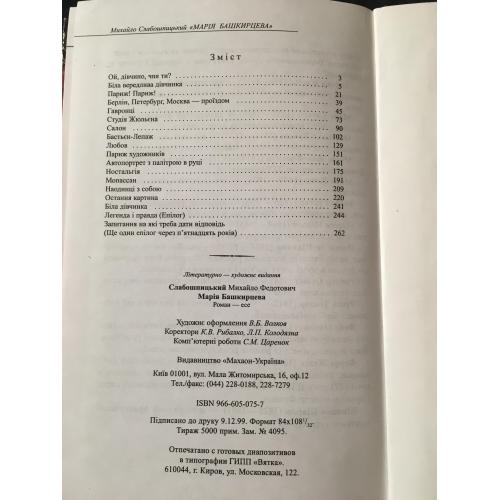 Михайло Слабошпицький «МАРІЯ БАШКИРЦЕВА»
Зміст
Ой, дівчино, чия ти? 3
Біла вередлива дівчинка 5
Париж! Париж! 21
Берлін, Петербург, Москва — проїздом 39
Гавронці 45
Студія Жюльєна 73
Салон 90
Бастьєн-Лепаж 102
Любов 129
Париж художників 151
Автопортрет з палітрою в руці 161
Ностальгія 175
Мопассан 191
Наодинці з собою 209
Остання картина 220
Біла дівчинка 241
Легенда і правда (Епілог) 244
Запитання на які треба дати відповідь
(Ще один епілог через п'ятнадцять років) 262
Літературно — художнє видання
Слабошпицький Михайло Федотович
Марія Башкирцева
Роман — есе
Художнє оформлення В.Б. Волков
Коректори К.В. Рибалко, Л.П. Колодязна
Комп'ютерні роботи С.М. Царенок
Видавництво «Махаон-Україна»
Київ 01001, вул. Мала Житомирська, 16, оф.12
Тел./факс (044) 228-0188, 228-7279
ISBN 966-605-075-7
Підписано до друку 9.12.99. Формат 84x108 1/32.
Тираж 5000 прим. Зам. № 4095.
Отпечатано с готовых диапозитивов
в типографии ГИПП «Вятка».
610044, г. Киров, ул. Московская, 122.